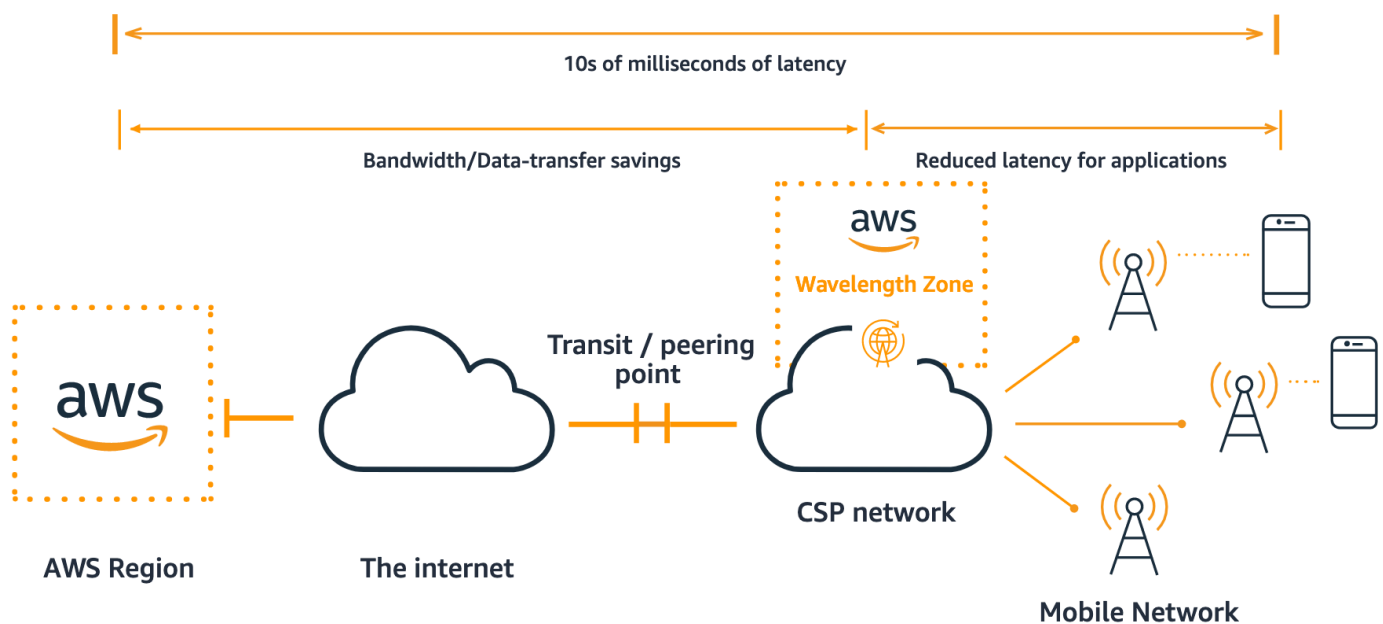 10s of milliseconds of latency
Bandwidth/Data-transfer savings
Reduced latency for applications
aws
Wavelength Zone
Transit / peering
point
aws
CSP network
AWS Region
The internet
Mobile Network